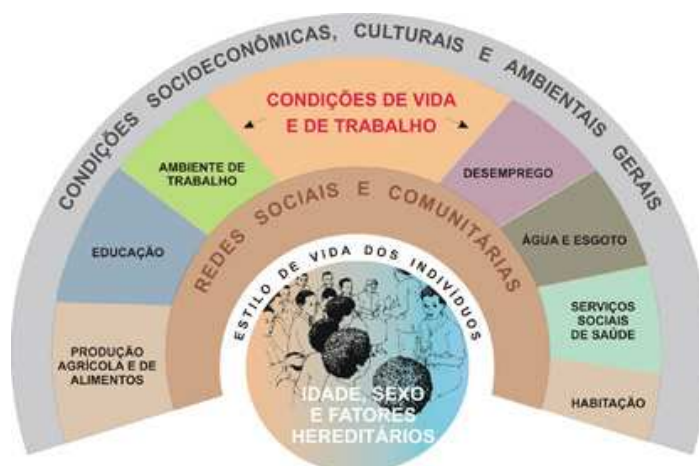 CONDIÇÕES SOCIOECONÔMICAS, CULTURAIS E AMBIENTAIS GERAIS
CONDIÇÕES DE VIDA
E DE TRABALHO
AMBIENTE DE
TRABALHO
DESEMPREGO
REDES SOCIAIS E COMUNITÁRIAS
EDUCAÇÃO
ÁGUA E ESGOTO
ESTILO DE VIDA DOS INDIVÍDUOS
PRODUÇÃO
AGRÍCOLA E DE
ALIMENTOS
SERVIÇOS
SOCIAIS
DE SAÚDE
HABITAÇÃO
IDADE, SEXO
E FATORES
HEREDITÁRIOS